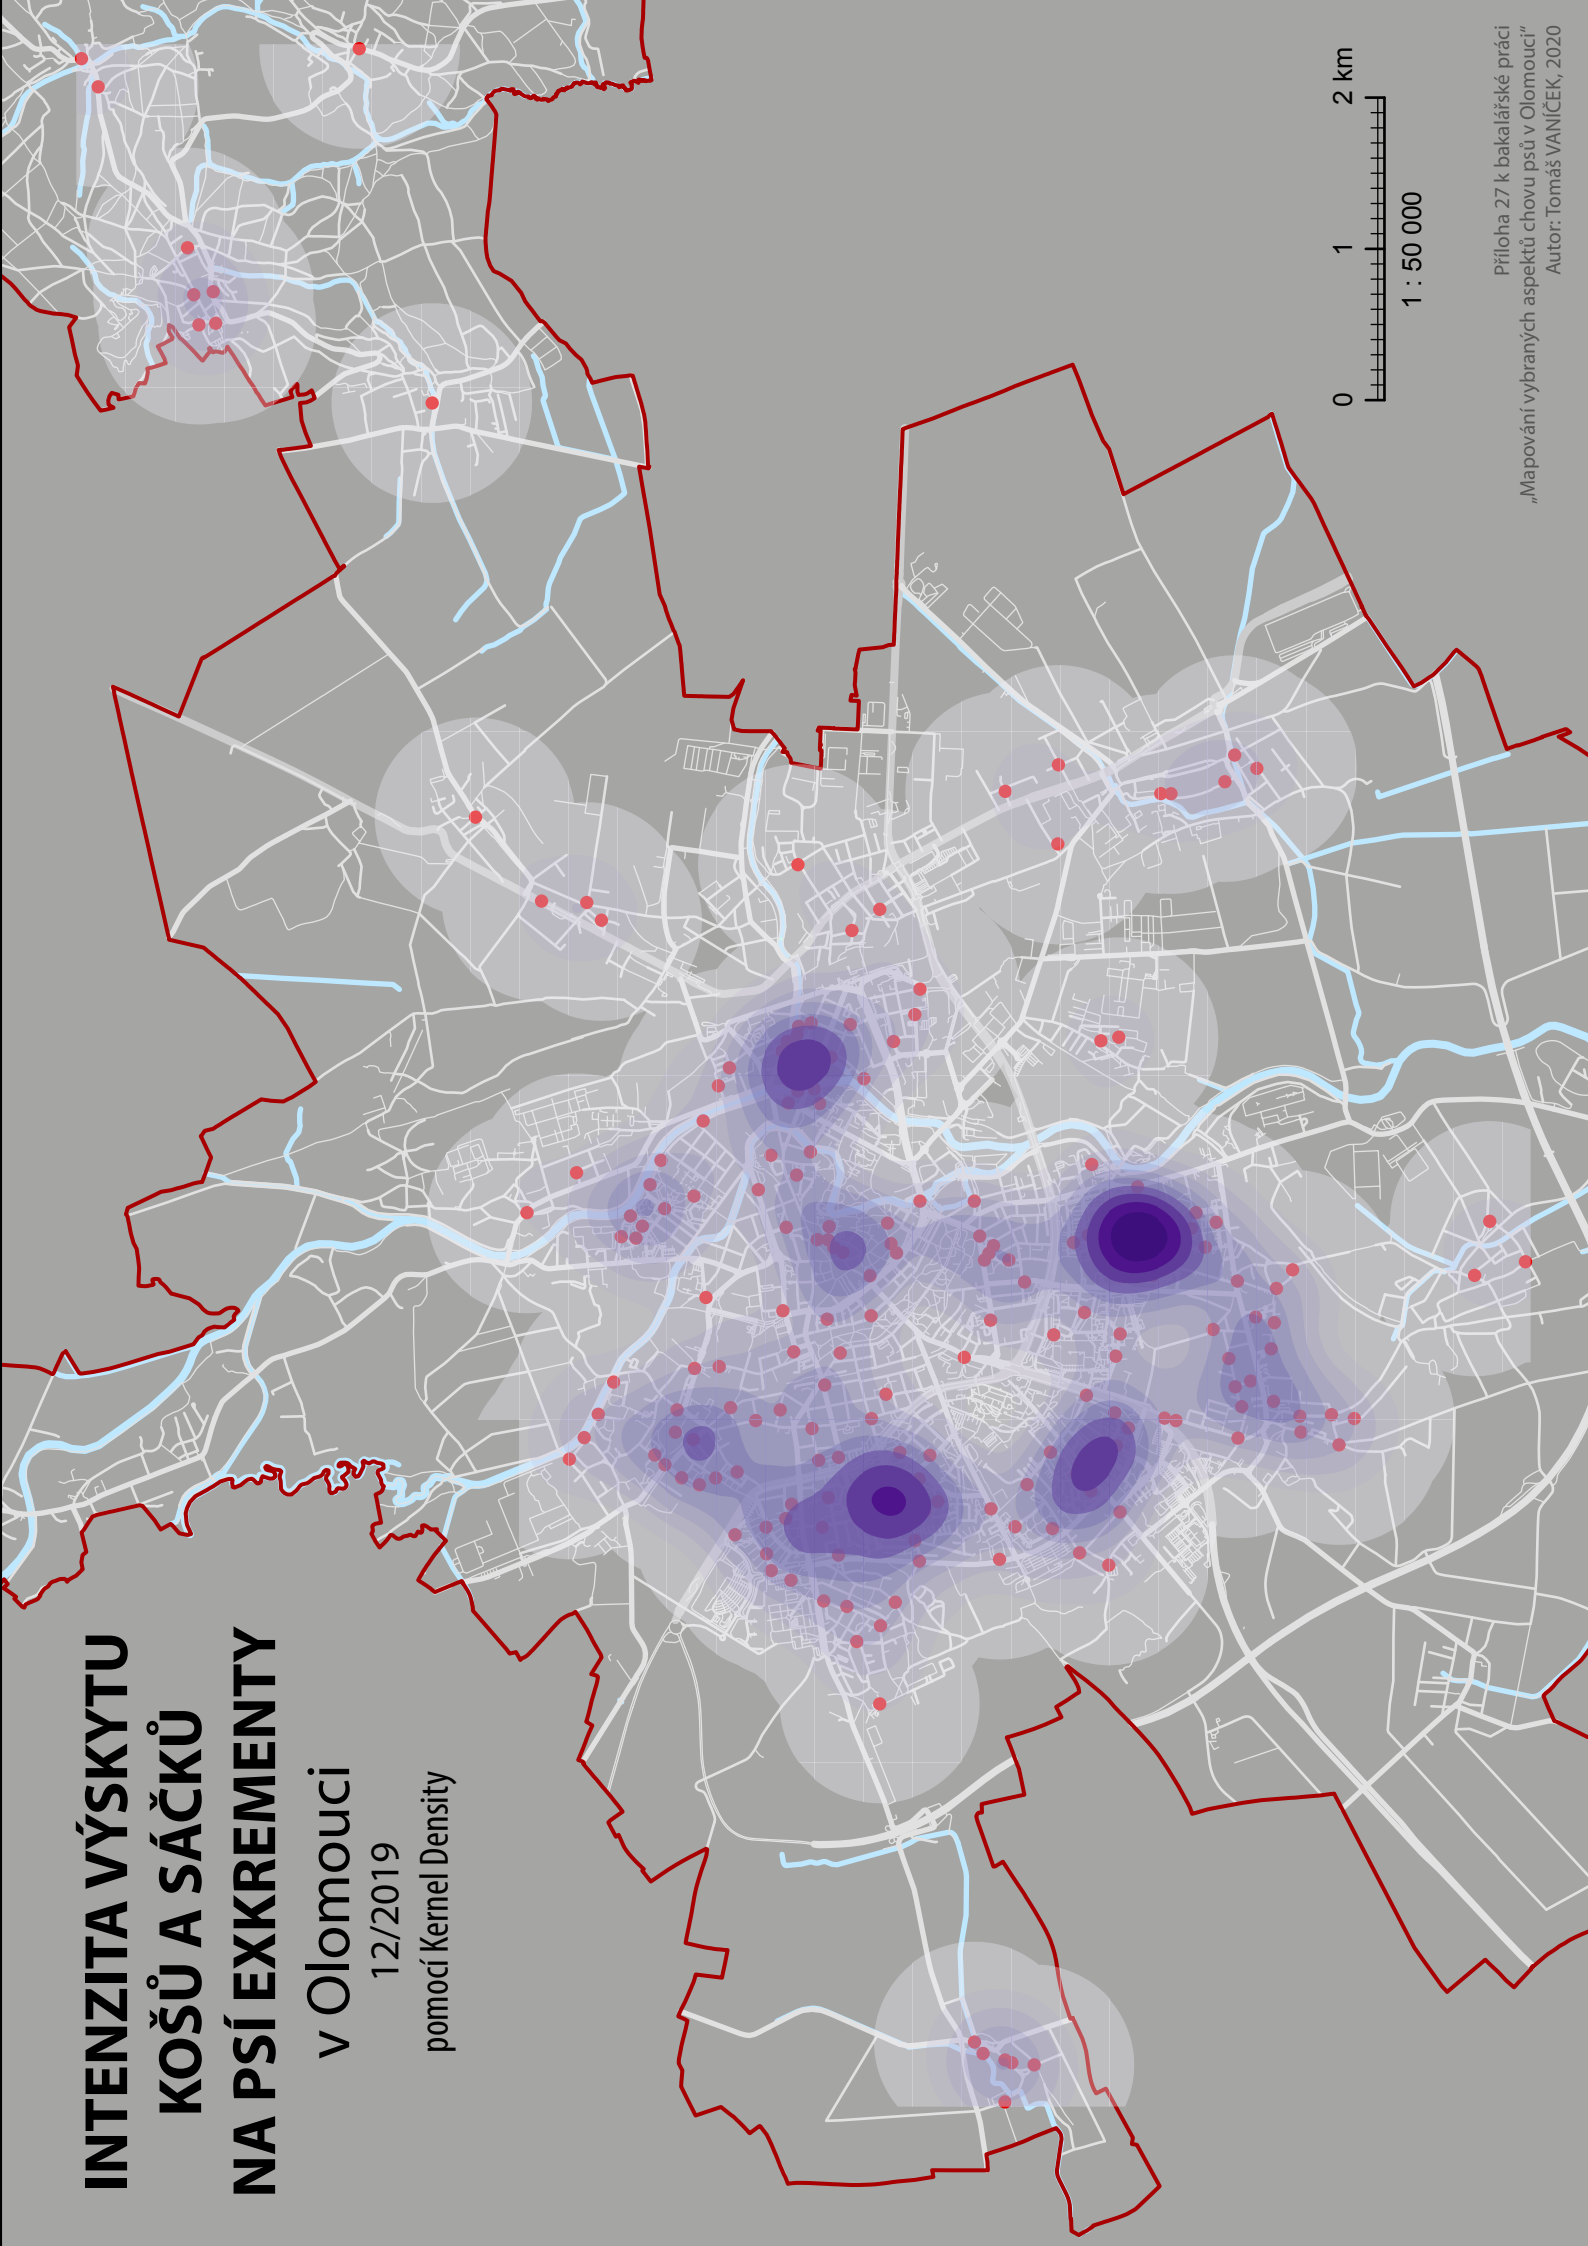 INTENZITA VÝSKYTU
KOŠŮ A SÁČKŮ
NA PSÍ EXKREMENTY
v Olomouci
12/2019
pomocí Kernel Density
0 1 2 km
1 : 50 000
Příloha 27 k bakalářské práci
„Mapování vybraných aspektů chovu psů v Olomouci“
Autor: Tomáš VANÍČEK, 2020